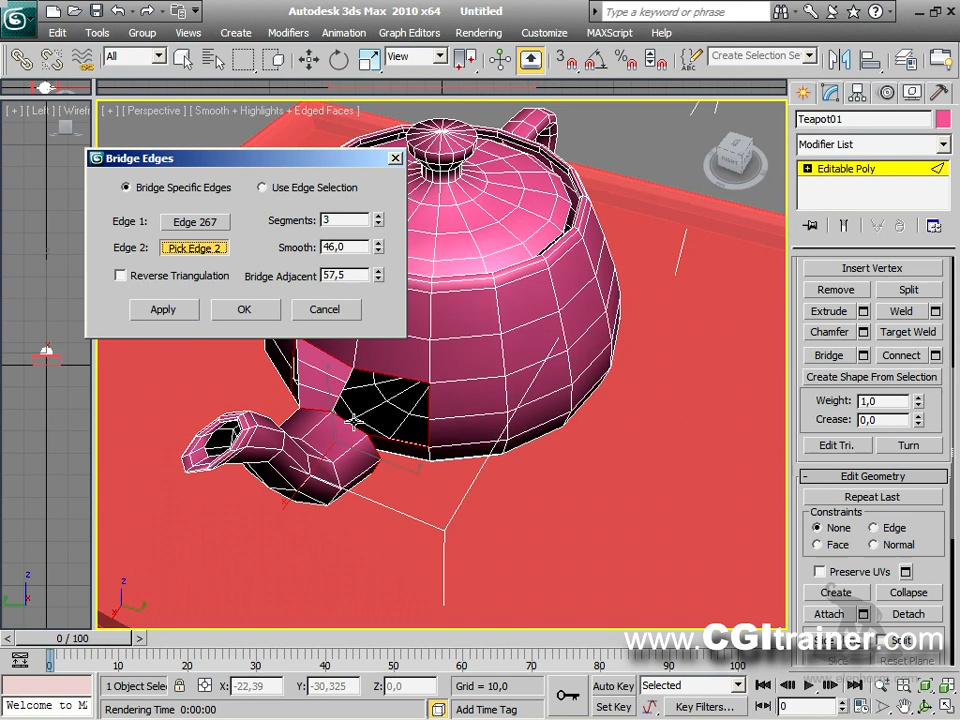 Autodesk 3ds Max 2010 x64 Untitled
Type a keyword or phrase
Edit Tools Group Views Create Modifiers Animation Graph Editors Rendering Customize MAXScript Help
All View 3 ABC Create Selection Se
[ + ] [ Left ] [ Wirefr
[ + ] [ Perspective ] [ Smooth + Highlights + Edged Faces ]
Teapot01
Modifier List
Editable Poly
Bridge Edges
Bridge Specific Edges Use Edge Selection
Edge 1: Edge 267 Segments: 3
Edge 2: Pick Edge 2 Smooth: 46,0
Reverse Triangulation Bridge Adjacent 57,5
Apply OK Cancel
Insert Vertex
Remove Split
Extrude Weld
Chamfer Target Weld
Bridge Connect
Create Shape From Selection
Weight: 1,0
Crease: 0,0
Edit Tri. Turn
- Edit Geometry
Repeat Last
Constraints
None Edge
Face Normal
Preserve UVs
Create Collapse
Attach Detach
Slice Reset Plane
www.CGItrainer.com
z x
z y x
< 0 / 100 >
0 10 20 30 40 50 60 70 80 90 100
1 Object Selec X: -22,39 Y: -30,325 Z: 0,0 Grid = 10,0 Auto Key Selected
Welcome to MA Rendering Time 0:00:00 Add Time Tag Set Key Key Filters... 0